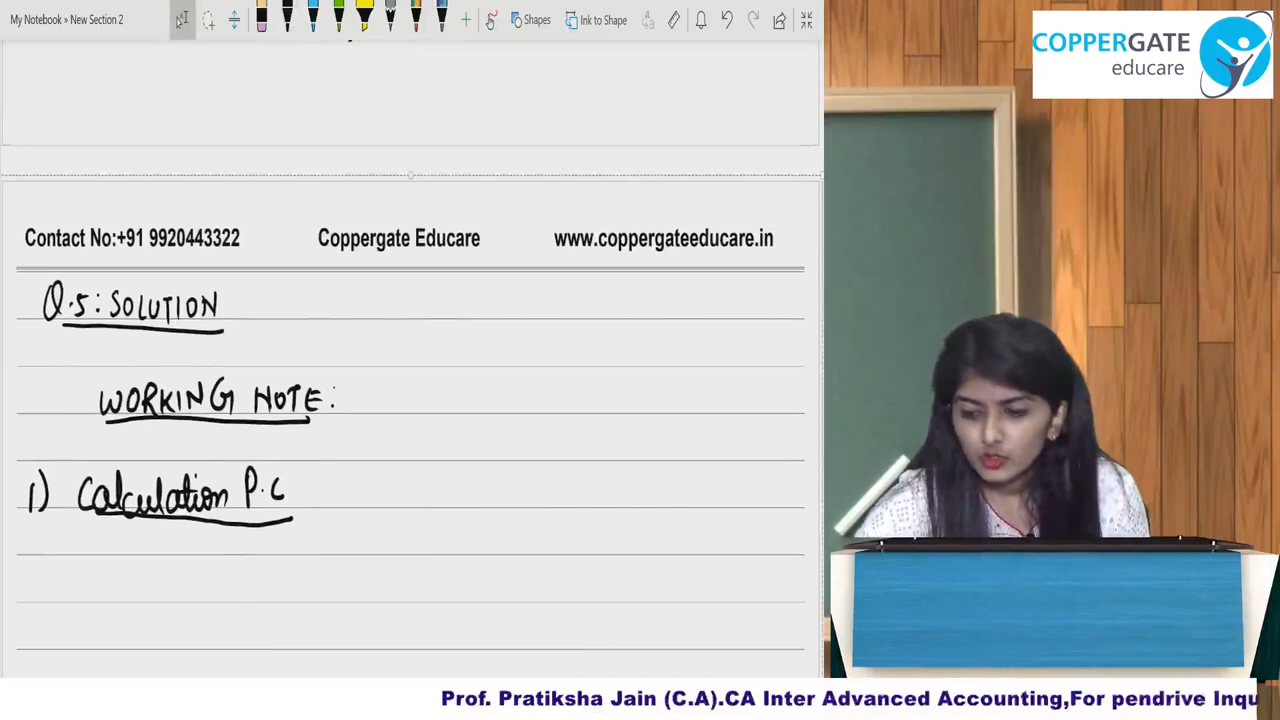 My Notebook » New Section 2
Shapes
Ink to Shape
COPPERGATE
educare
Contact No:+91 9920443322 Coppergate Educare www.coppergateeducare.in
Q.5: SOLUTION
WORKING NOTE:
1) Calculation P.C
Prof. Pratiksha Jain (C.A).CA Inter Advanced Accounting,For pendrive Inqu